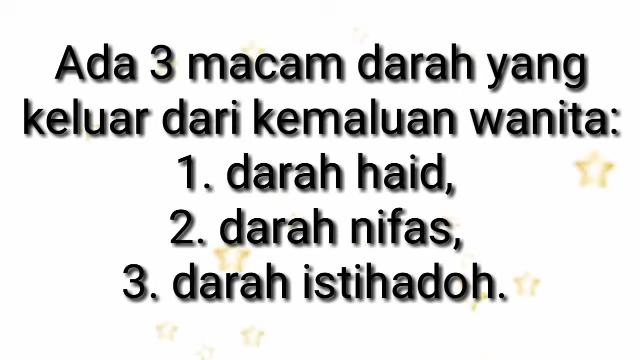 Ada 3 macam darah yang
keluar dari kemaluan wanita:
1. darah haid,
2. darah nifas,
3. darah istihadoh.